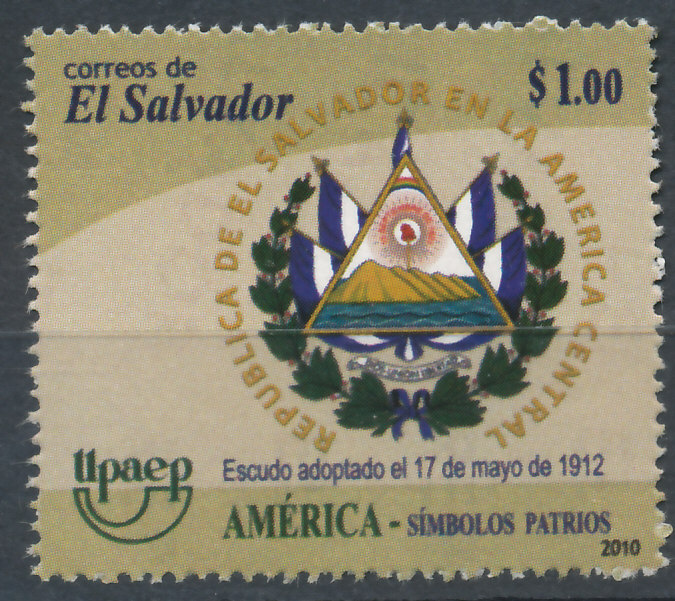 correos de
El Salvador
$ 1.00
REPUBLICA DE EL SALVADOR EN LA AMERICA CENTRAL
upaep
Escudo adoptado el 17 de mayo de 1912
AMÉRICA - SÍMBOLOS PATRIOS
2010